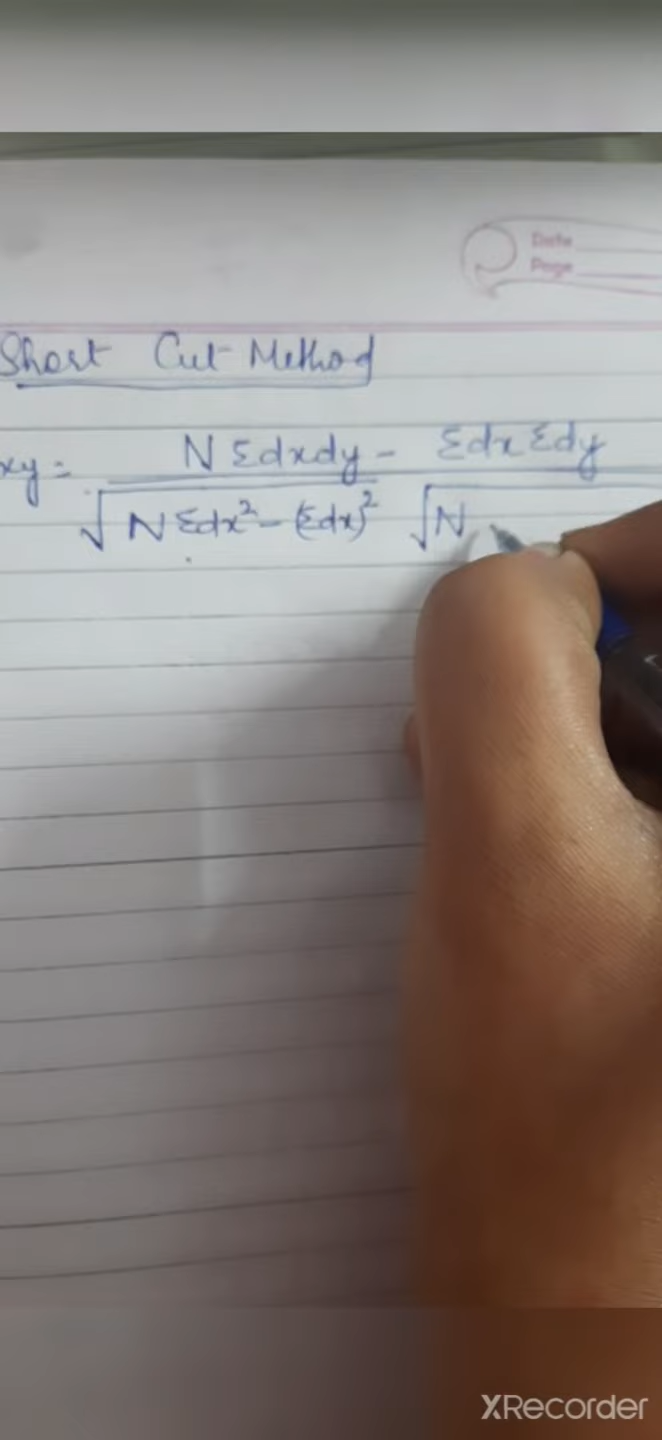 Date
Page
Short Cut Method
xy = N Σdxdy - Σdx Σdy
√N Σdx² - (Σdx)² √N
XRecorder